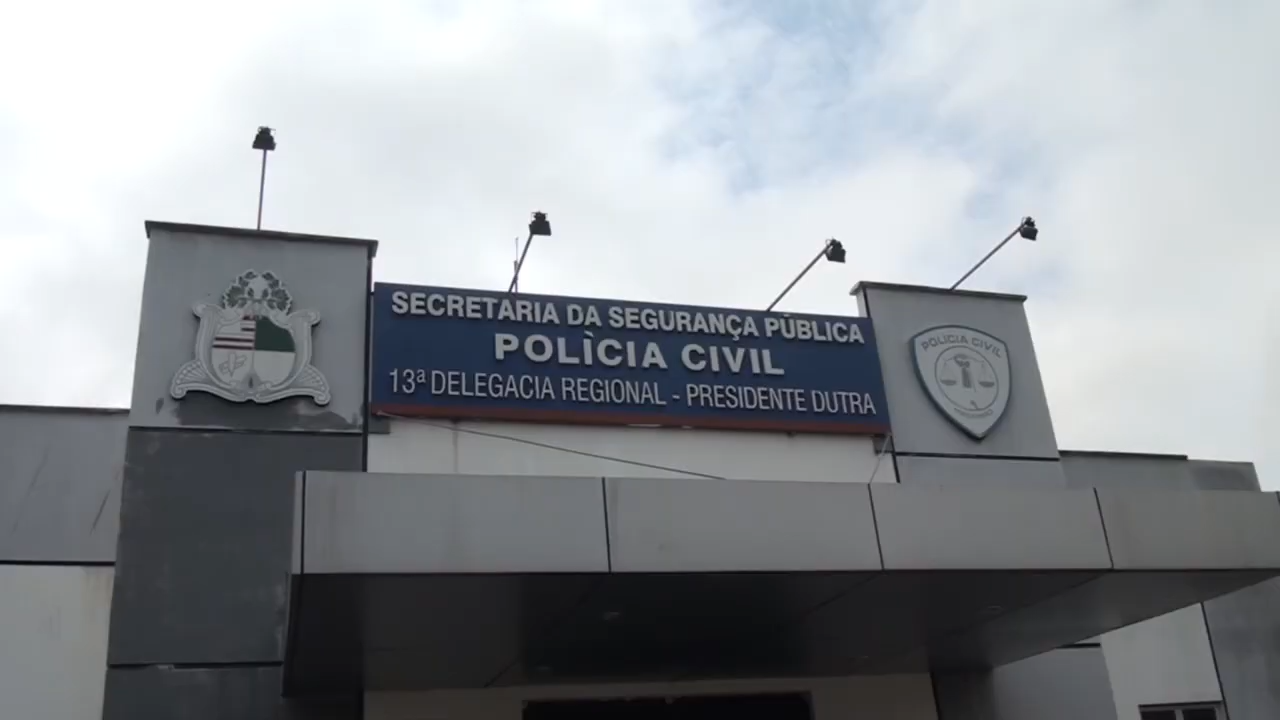 SECRETARIA DA SEGURANÇA PÚBLICA
POLÌCIA CIVIL
13ª DELEGACIA REGIONAL - PRESIDENTE DUTRA
POLICIA CIVIL